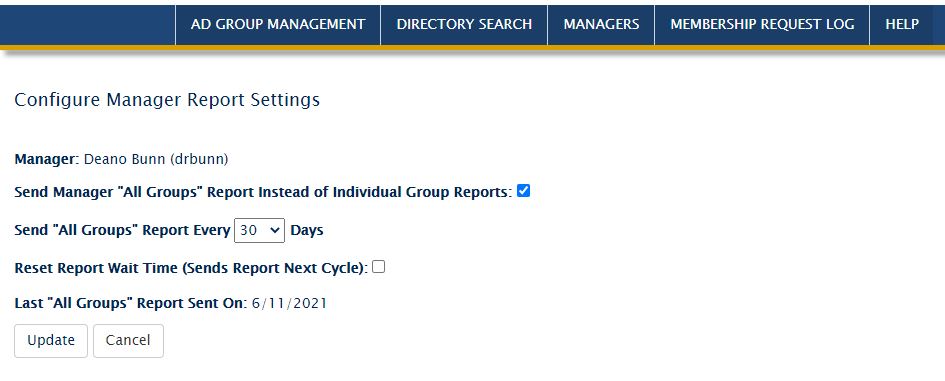 AD GROUP MANAGEMENT DIRECTORY SEARCH MANAGERS MEMBERSHIP REQUEST LOG HELP
Configure Manager Report Settings
Manager: Deano Bunn (drbunn)
Send Manager "All Groups" Report Instead of Individual Group Reports:
Send "All Groups" Report Every 30 Days
Reset Report Wait Time (Sends Report Next Cycle):
Last "All Groups" Report Sent On: 6/11/2021
Update Cancel